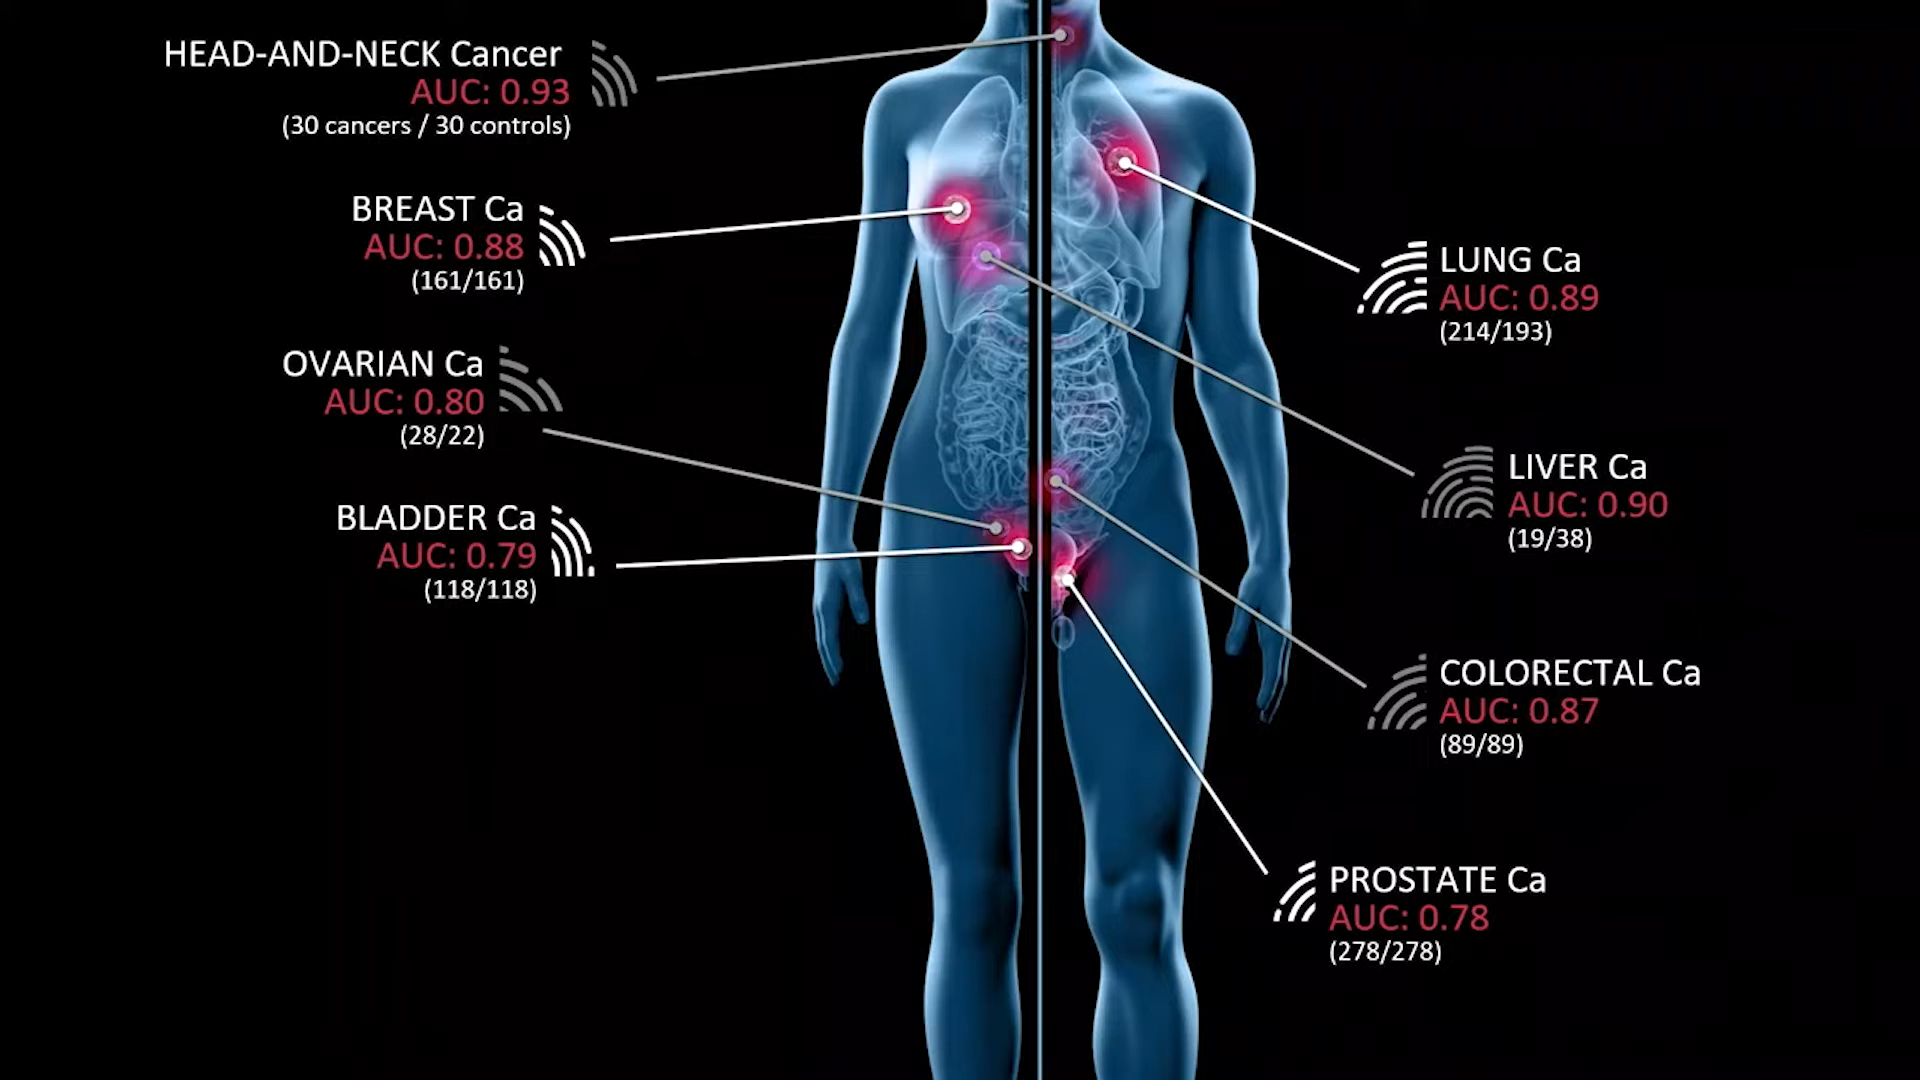 HEAD-AND-NECK Cancer
AUC: 0.93
(30 cancers / 30 controls)
BREAST Ca
AUC: 0.88
(161/161)
OVARIAN Ca
AUC: 0.80
(28/22)
BLADDER Ca
AUC: 0.79
(118/118)
LUNG Ca
AUC: 0.89
(214/193)
LIVER Ca
AUC: 0.90
(19/38)
COLORECTAL Ca
AUC: 0.87
(89/89)
PROSTATE Ca
AUC: 0.78
(278/278)